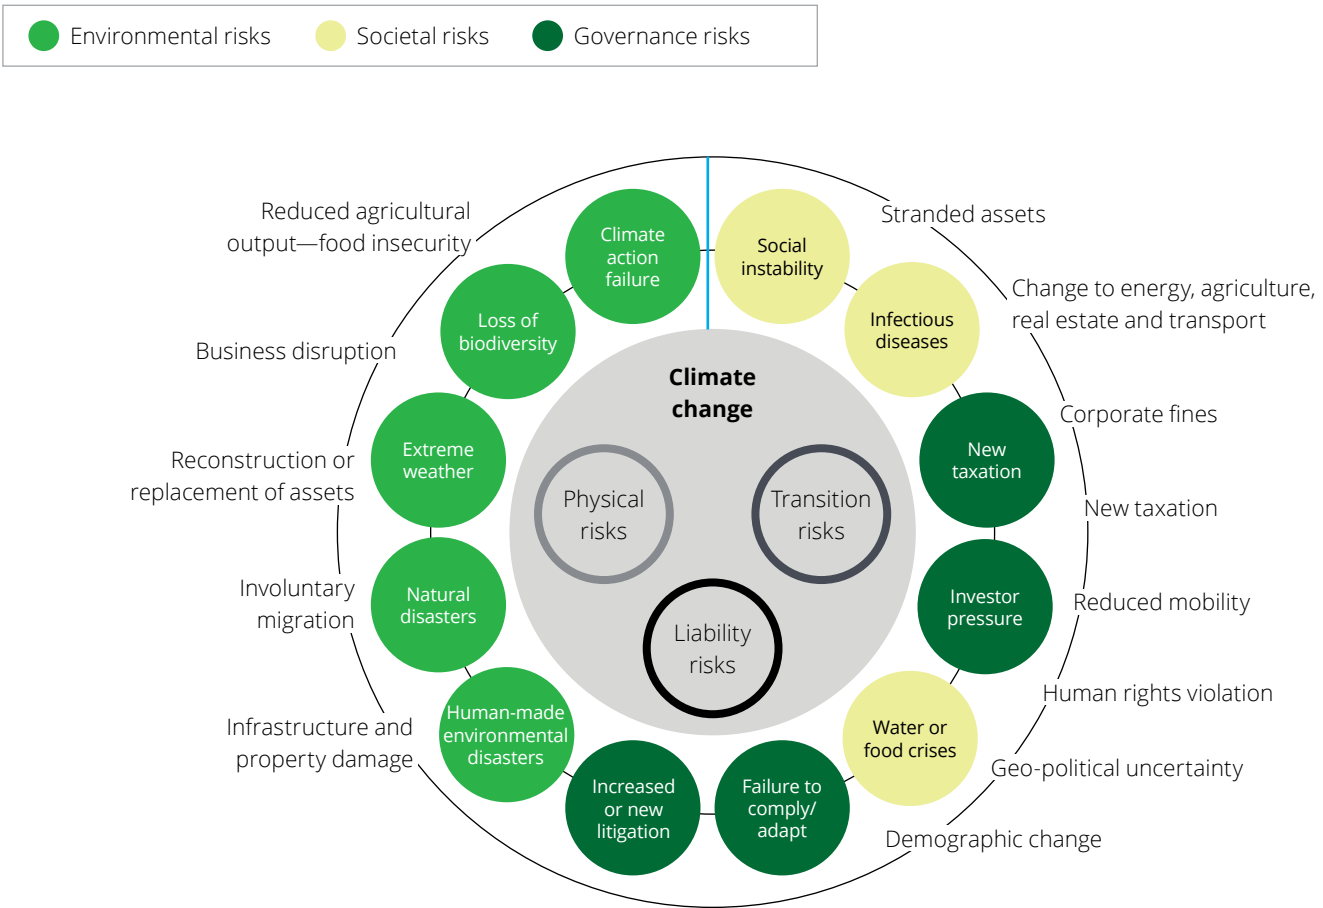 Environmental risks
Societal risks
Governance risks
Reduced agricultural
output—food insecurity
Business disruption
Reconstruction or
replacement of assets
Involuntary
migration
Infrastructure and
property damage
Climate
action
failure
Loss of
biodiversity
Extreme
weather
Natural
disasters
Human-made
environmental
disasters
Increased
or new
litigation
Failure to
comply/
adapt
Water or
food crises
Investor
pressure
New
taxation
Infectious
diseases
Social
instability
Climate
change
Physical
risks
Transition
risks
Liability
risks
Stranded assets
Change to energy, agriculture,
real estate and transport
Corporate fines
New taxation
Reduced mobility
Human rights violation
Geo-political uncertainty
Demographic change